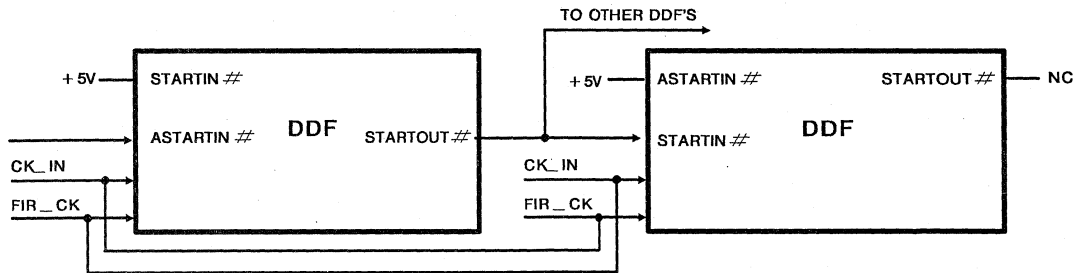 TO OTHER DDF'S
+5V
STARTIN #
DDF
ASTARTIN #
STARTOUT #
CK_IN
FIR_CK
+5V
ASTARTIN #
STARTOUT #
NC
DDF
STARTIN #
CK_IN
FIR_CK